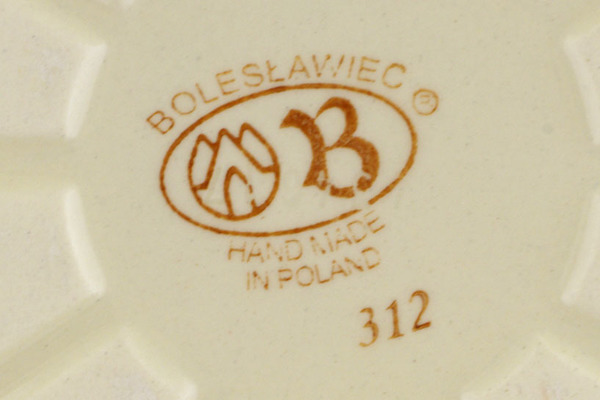 BOLESŁAWIEC ®
B
HAND MADE
IN POLAND
312